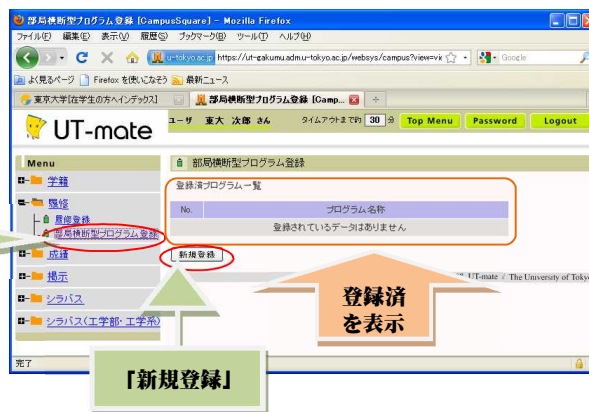 部局横断型プログラム登録 [CampusSquare] - Mozilla Firefox
ファイル(F) 編集(E) 表示(V) 履歴(S) ブックマーク(B) ツール(T) ヘルプ(H)
u-tokyo.ac.jp https://ut-gakumu.adm.u-tokyo.ac.jp/websys/campus?view=vie
Google
よく見るページ Firefox を使いこなそう 最新ニュース
東京大学[在学生の方へインデックス] 部局横断型プログラム登録 [Camp...
UT-mate
ユーザ 東大 次郎 さん タイムアウトまで約 30 分 Top Menu Password Logout
Menu
学籍
履修
履修登録
部局横断型プログラム登録
成績
掲示
シラバス
シラバス(工学部・工学系)
部局横断型プログラム登録
登録済プログラム一覧
No. プログラム名称
登録されているデータはありません
新規登録
UT-mate / The University of Tokyo
登録済
を表示
「新規登録」
完了